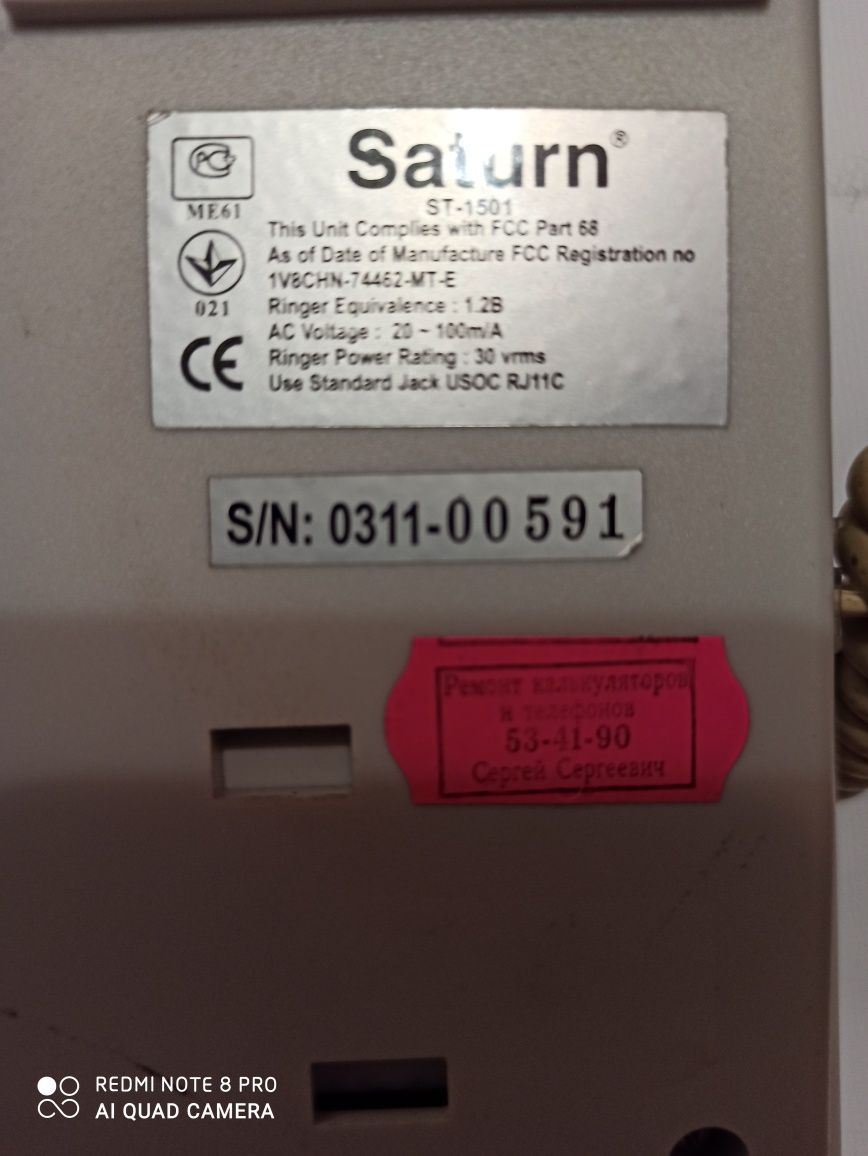 Saturn®
ST-1501
РСТ
ME61
This Unit Complies with FCC Part 68
As of Date of Manufacture FCC Registration no
1V8CHN-74462-MT-E
021
Ringer Equivalence : 1.2B
AC Voltage : 20 ~ 100m/A
CE
Ringer Power Rating : 30 vrms
Use Standard Jack USOC RJ11C
S/N: 0311-00591
Ремонт калькуляторов
и телефонов
53-41-90
Сергей Сергеевич
REDMI NOTE 8 PRO
AI QUAD CAMERA